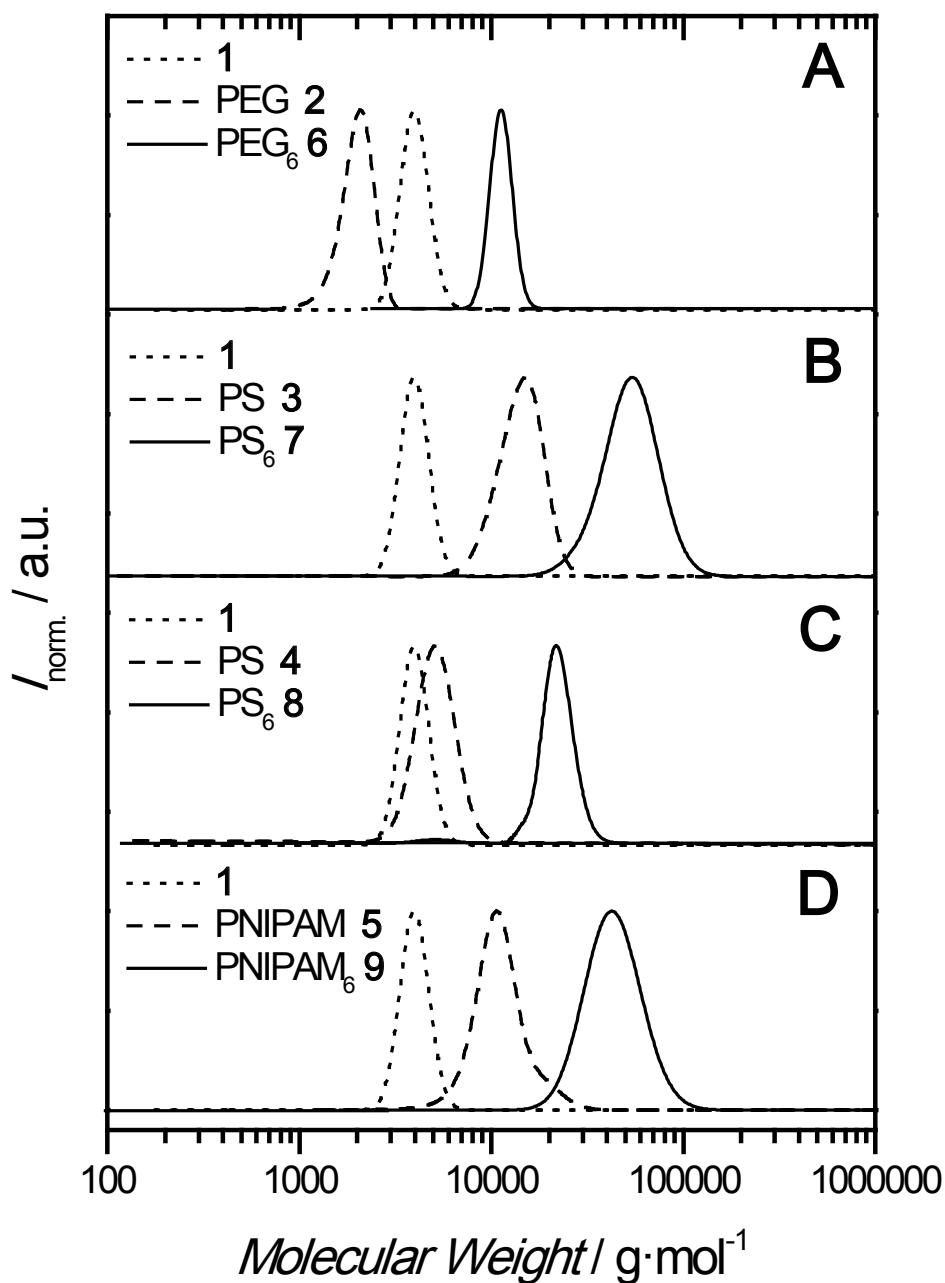 A
1
PEG 2
PEG₆ 6
B
1
PS 3
PS₆ 7
C
1
PS 4
PS₆ 8
D
1
PNIPAM 5
PNIPAM₆ 9
Inorm. / a.u.
100 1000 10000 100000 1000000
Molecular Weight / g·mol⁻¹